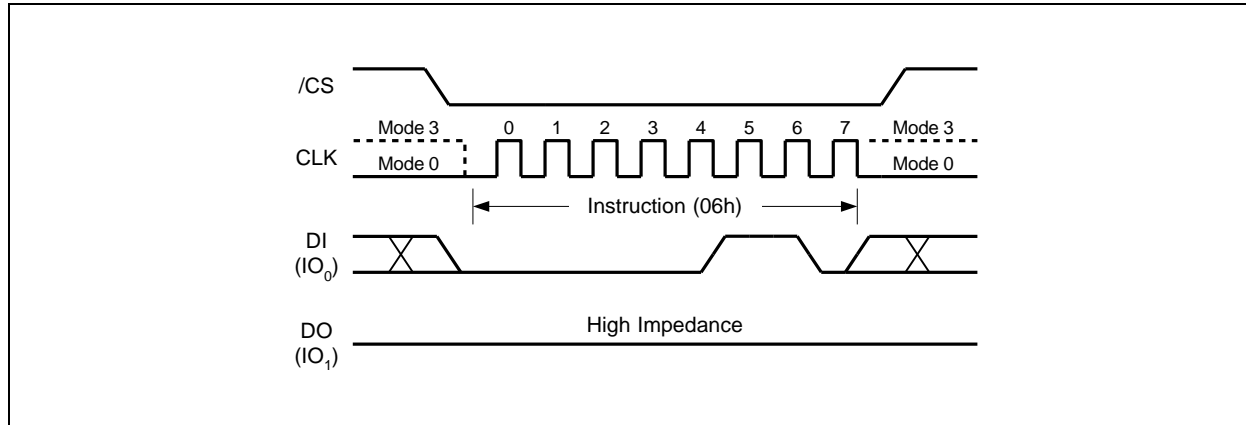 /CS
Mode 3 0 1 2 3 4 5 6 7 Mode 3
CLK Mode 0 Mode 0
Instruction (06h)
DI
(IO0)
High Impedance
DO
(IO1)